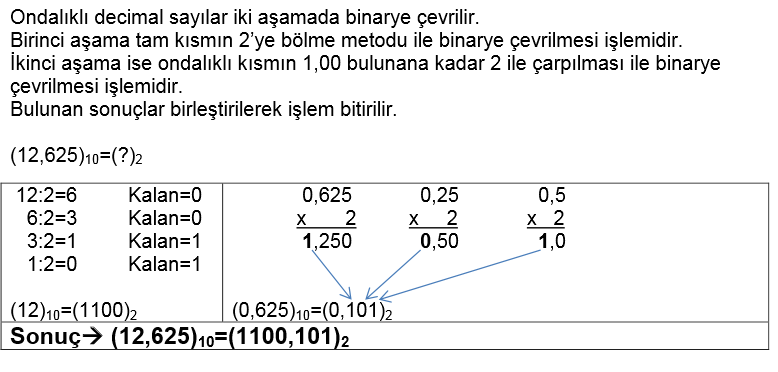 Ondalıklı decimal sayılar iki aşamada binarye çevrilir.
Birinci aşama tam kısmın 2'ye bölme metodu ile binarye çevrilmesi işlemidir.
İkinci aşama ise ondalıklı kısmın 1,00 bulunana kadar 2 ile çarpılması ile binarye
çevrilmesi işlemidir.
Bulunan sonuçlar birleştirilerek işlem bitirilir.
(12,625)₁₀=(?)₂
12:2=6 Kalan=0
6:2=3 Kalan=0
3:2=1 Kalan=1
1:2=0 Kalan=1
(12)₁₀=(1100)₂
0,625 0,25 0,5
x 2 x 2 x 2
1,250 0,50 1,0
(0,625)₁₀=(0,101)₂
Sonuç→ (12,625)₁₀=(1100,101)₂